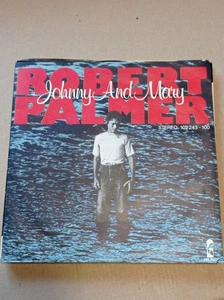 ROBERT
Johnny And Mary
PALMER
STEREO 102 243-100